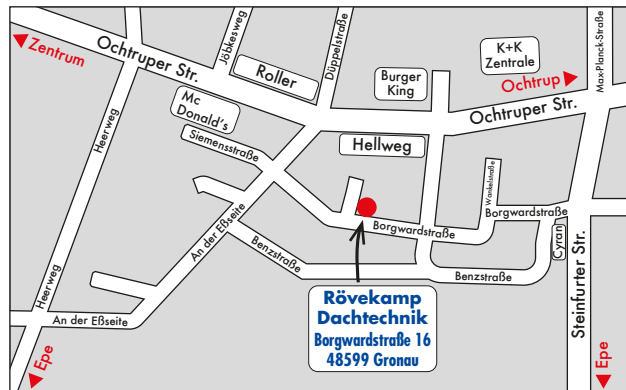 Zentrum
Ochtruper Str.
Jöbkesweg
Düppelstraße
Roller
Mc
Donald's
Burger
King
K+K
Zentrale
Ochtrup
Max-Planck-Straße
Ochtruper Str.
Heerweg
Siemensstraße
Hellweg
Wankelstraße
Borgwardstraße
Borgwardstraße
An der Eßseite
Benzstraße
Benzstraße
Cyran
Steinfurter Str.
Heerweg
An der Eßseite
Rövekamp
Dachtechnik
Borgwardstraße 16
48599 Gronau
Epe
Epe